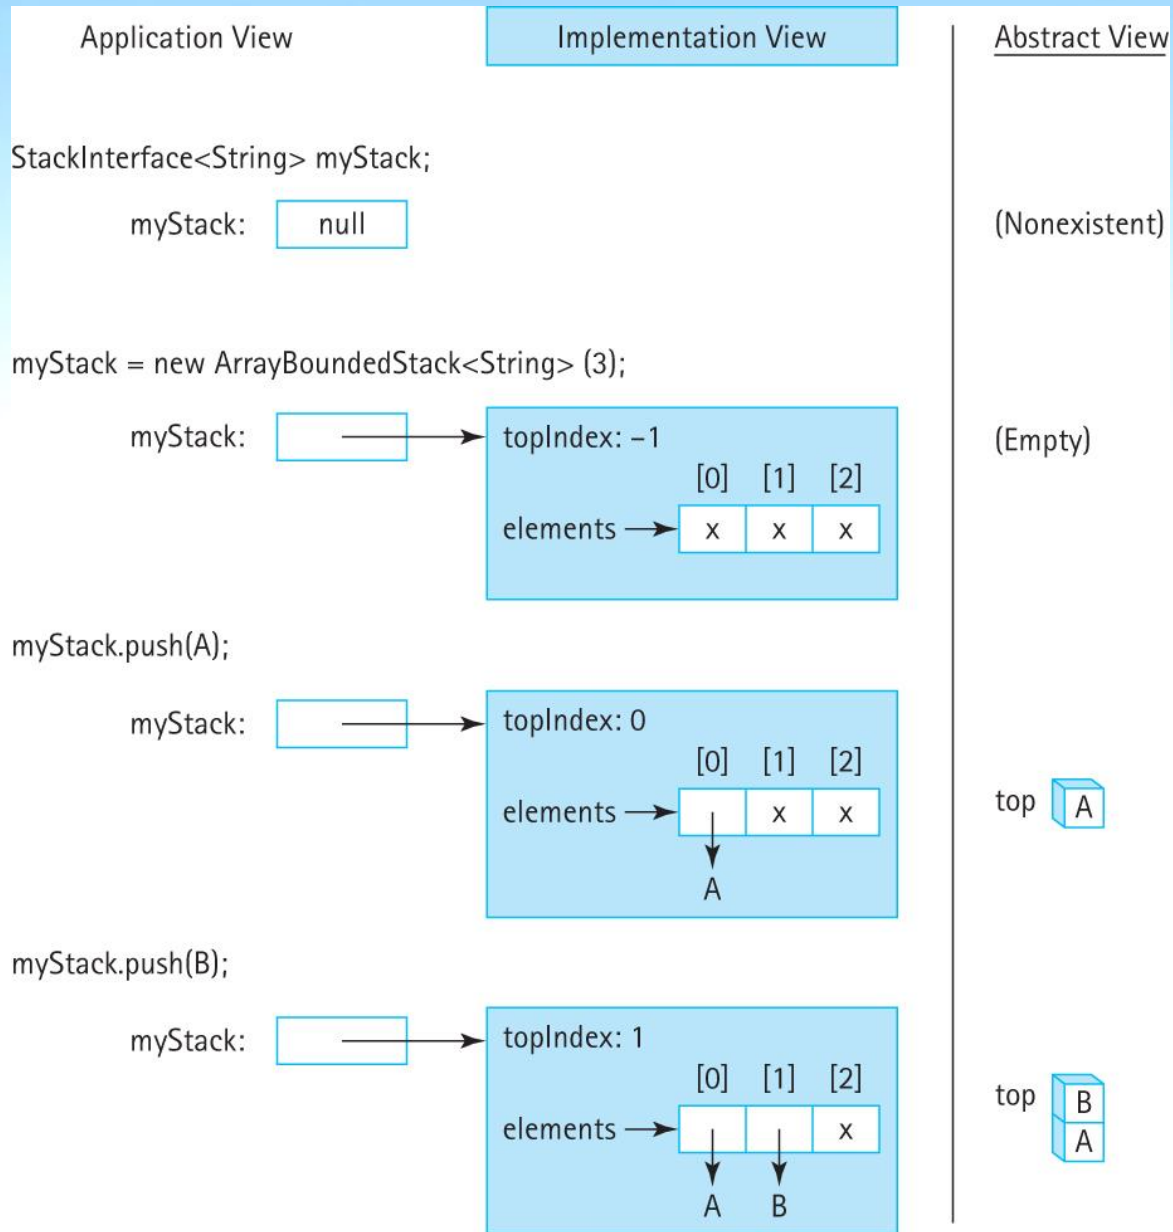 Application View Implementation View Abstract View
StackInterface<String> myStack;
myStack: null (Nonexistent)
myStack = new ArrayBoundedStack<String> (3);
myStack: topIndex: –1 (Empty)
[0] [1] [2]
elements x x x
myStack.push(A);
myStack: topIndex: 0
[0] [1] [2]
elements x x top A
A
myStack.push(B);
myStack: topIndex: 1
[0] [1] [2]
top B
elements x A
A B